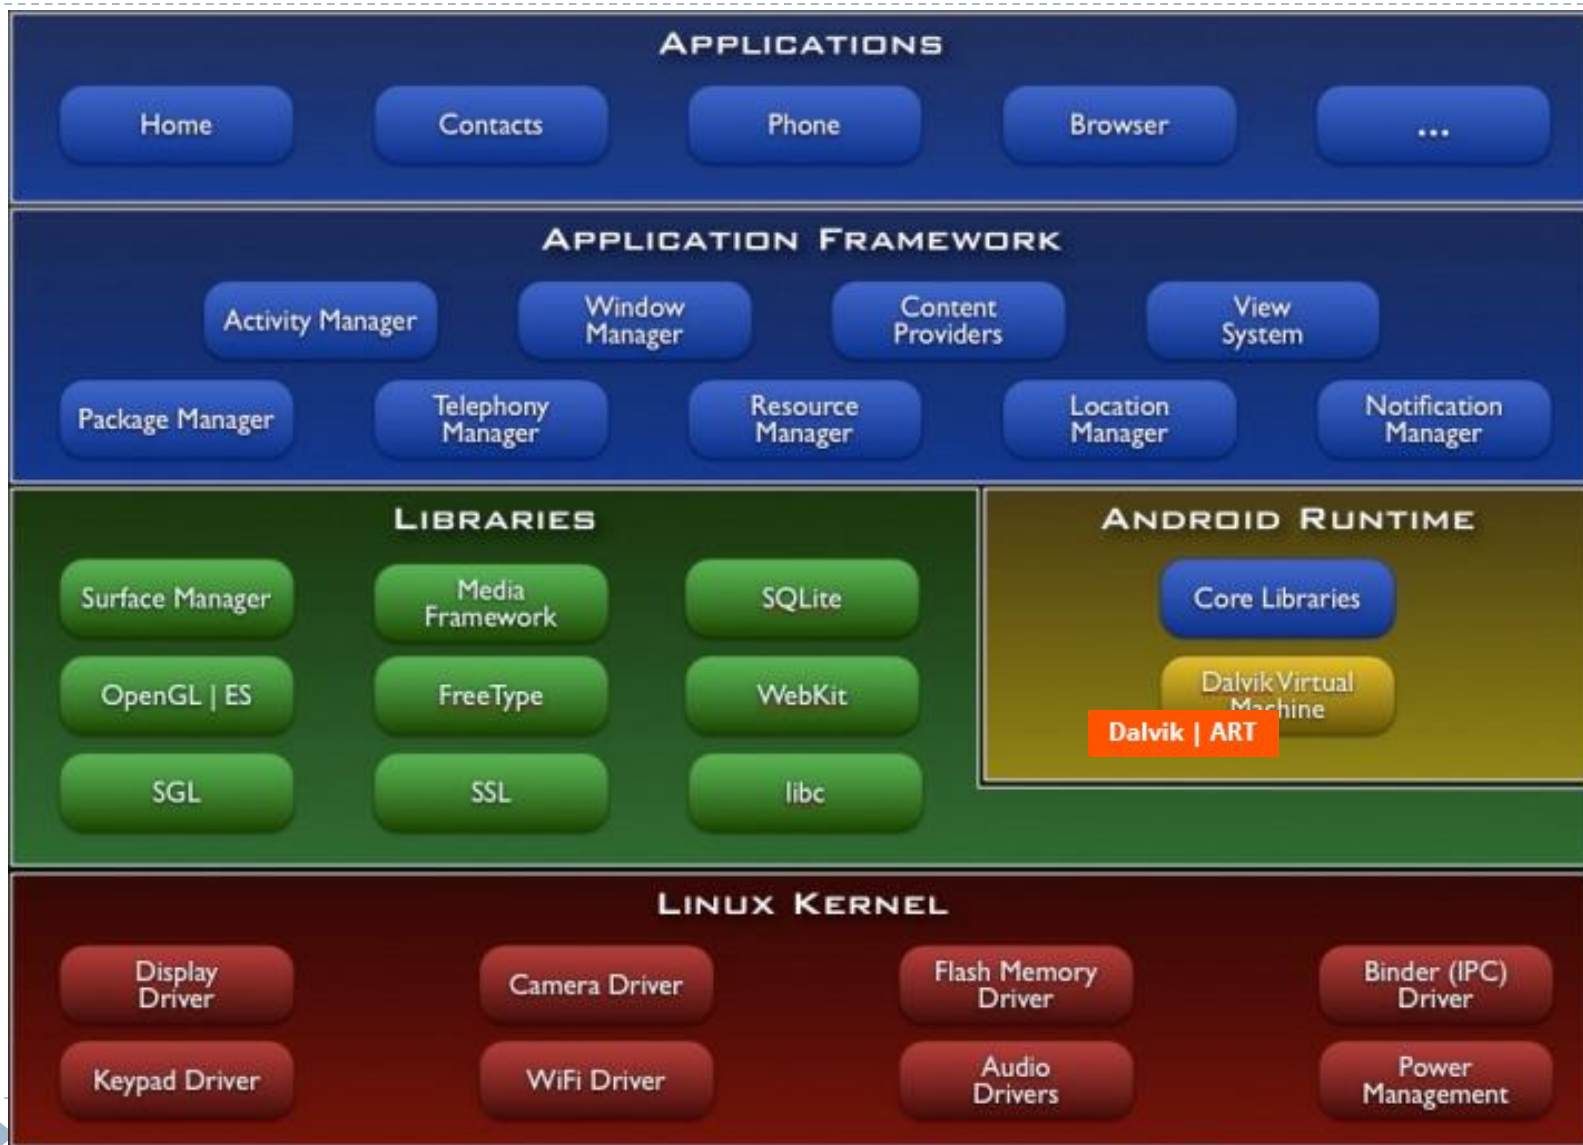 APPLICATIONS
Home
Contacts
Phone
Browser
...
APPLICATION FRAMEWORK
Activity Manager
Window
Manager
Content
Providers
View
System
Package Manager
Telephony
Manager
Resource
Manager
Location
Manager
Notification
Manager
LIBRARIES
Surface Manager
Media
Framework
SQLite
OpenGL | ES
FreeType
WebKit
SGL
SSL
libc
ANDROID RUNTIME
Core Libraries
Dalvik Virtual
Machine
Dalvik | ART
LINUX KERNEL
Display
Driver
Camera Driver
Flash Memory
Driver
Binder (IPC)
Driver
Keypad Driver
WiFi Driver
Audio
Drivers
Power
Management